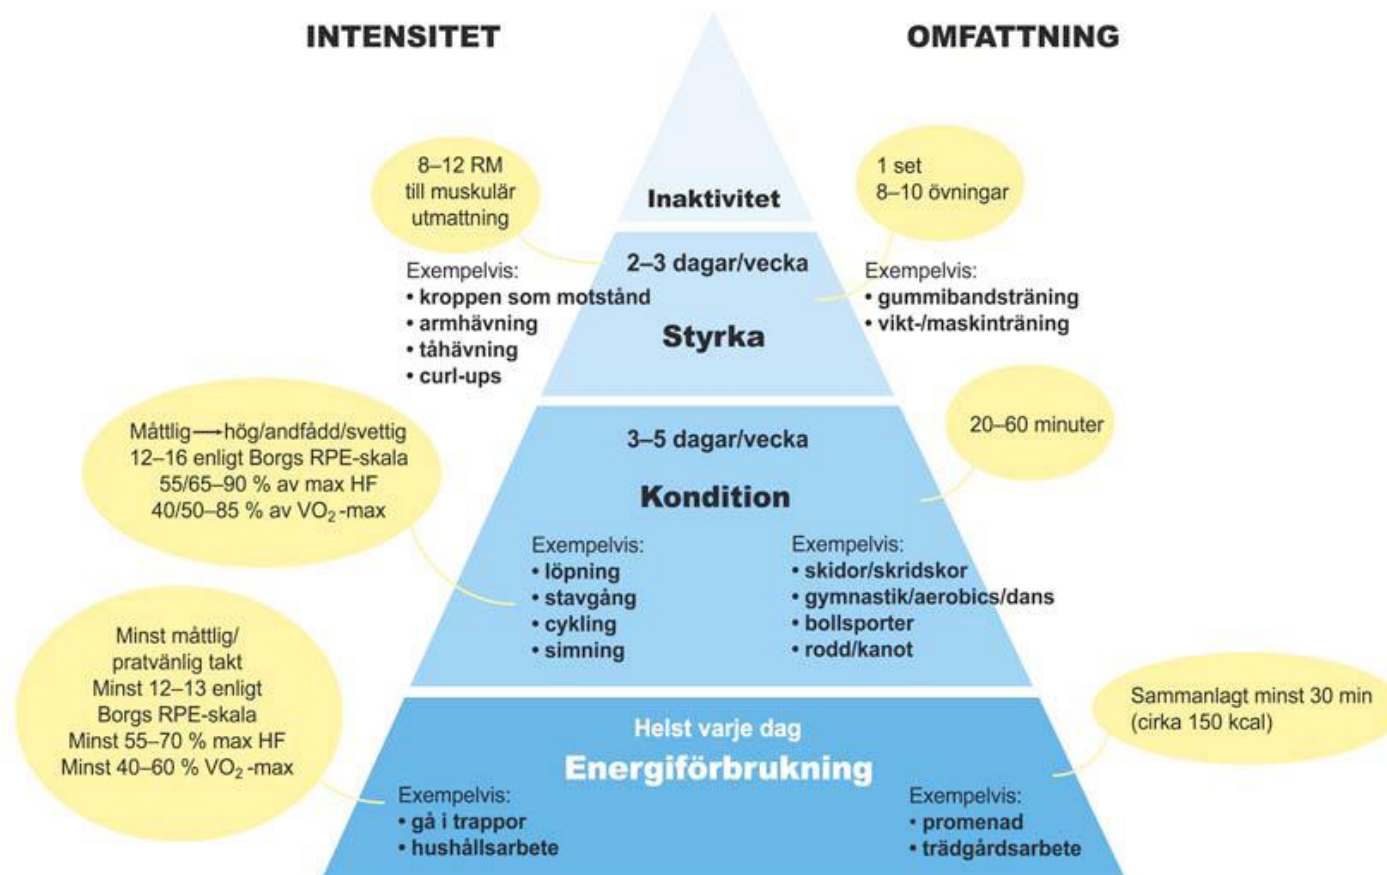 INTENSITET
OMFATTNING
8–12 RM
till muskulär
utmattning
1 set
8–10 övningar
Inaktivitet
2–3 dagar/vecka
Styrka
Exempelvis:
• kroppen som motstånd
• armhävning
• tåhävning
• curl-ups
Exempelvis:
• gummibandsträning
• vikt-/maskinträning
Måttlig→hög/andfådd/svettig
12–16 enligt Borgs RPE-skala
55/65–90 % av max HF
40/50–85 % av VO₂-max
20–60 minuter
3–5 dagar/vecka
Kondition
Exempelvis:
• löpning
• stavgång
• cykling
• simning
Exempelvis:
• skidor/skridskor
• gymnastik/aerobics/dans
• bollsporter
• rodd/kanot
Minst måttlig/
pratvänlig takt
Minst 12–13 enligt
Borgs RPE-skala
Minst 55–70 % max HF
Minst 40–60 % VO₂-max
Sammanlagt minst 30 min
(cirka 150 kcal)
Helst varje dag
Energiförbrukning
Exempelvis:
• gå i trappor
• hushållsarbete
Exempelvis:
• promenad
• trädgårdsarbete